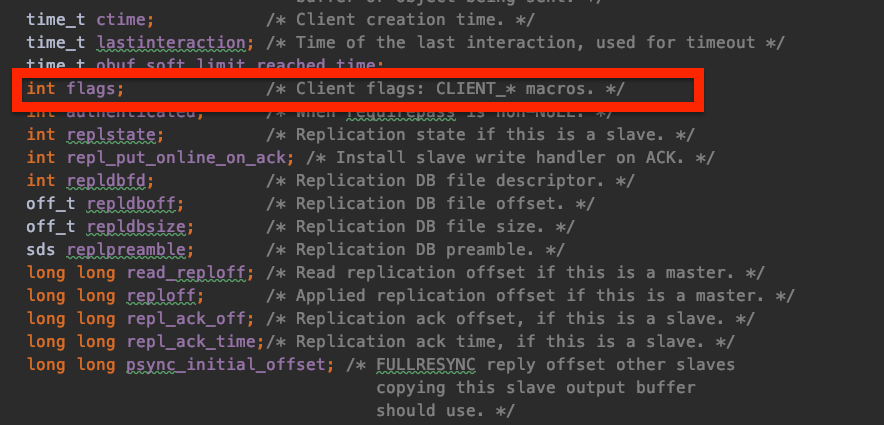 buffer or object being sent. */
time_t ctime; /* Client creation time. */
time_t lastinteraction; /* Time of the last interaction, used for timeout */
time_t obuf_soft_limit_reached_time;
int flags; /* Client flags: CLIENT_* macros. */
int authenticated; /* When requirepass is non-NULL. */
int replstate; /* Replication state if this is a slave. */
int repl_put_online_on_ack; /* Install slave write handler on ACK. */
int repldbfd; /* Replication DB file descriptor. */
off_t repldboff; /* Replication DB file offset. */
off_t repldbsize; /* Replication DB file size. */
sds replpreamble; /* Replication DB preamble. */
long long read_reploff; /* Read replication offset if this is a master. */
long long reploff; /* Applied replication offset if this is a master. */
long long repl_ack_off; /* Replication ack offset, if this is a slave. */
long long repl_ack_time;/* Replication ack time, if this is a slave. */
long long psync_initial_offset; /* FULLRESYNC reply offset other slaves
copying this slave output buffer
should use. */